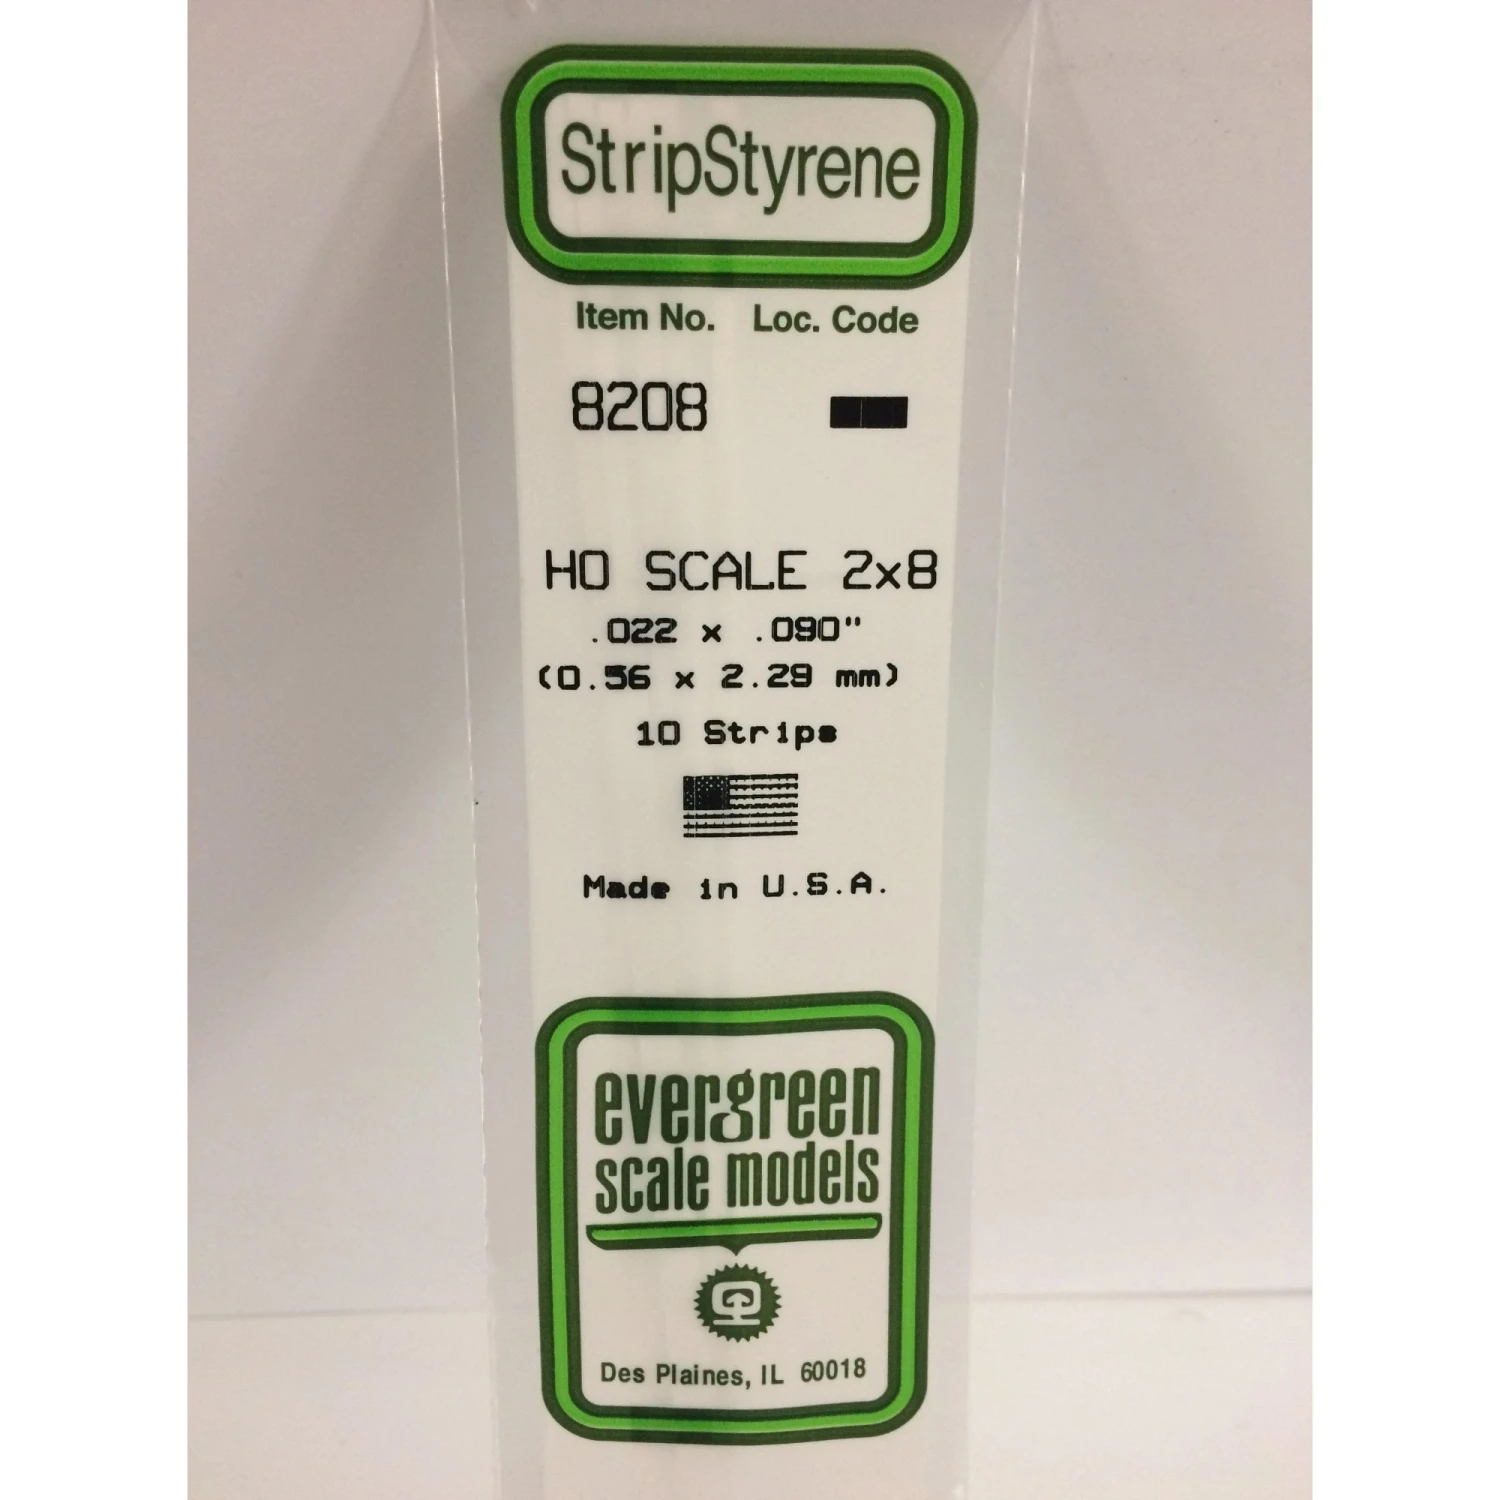 StripStyrene
Item No. Loc. Code
8208
HO SCALE 2x8
.022 x .090"
(0.56 x 2.29 mm)
10 Strips
Made in U.S.A.
evergreen
scale models
Des Plaines, IL 60018